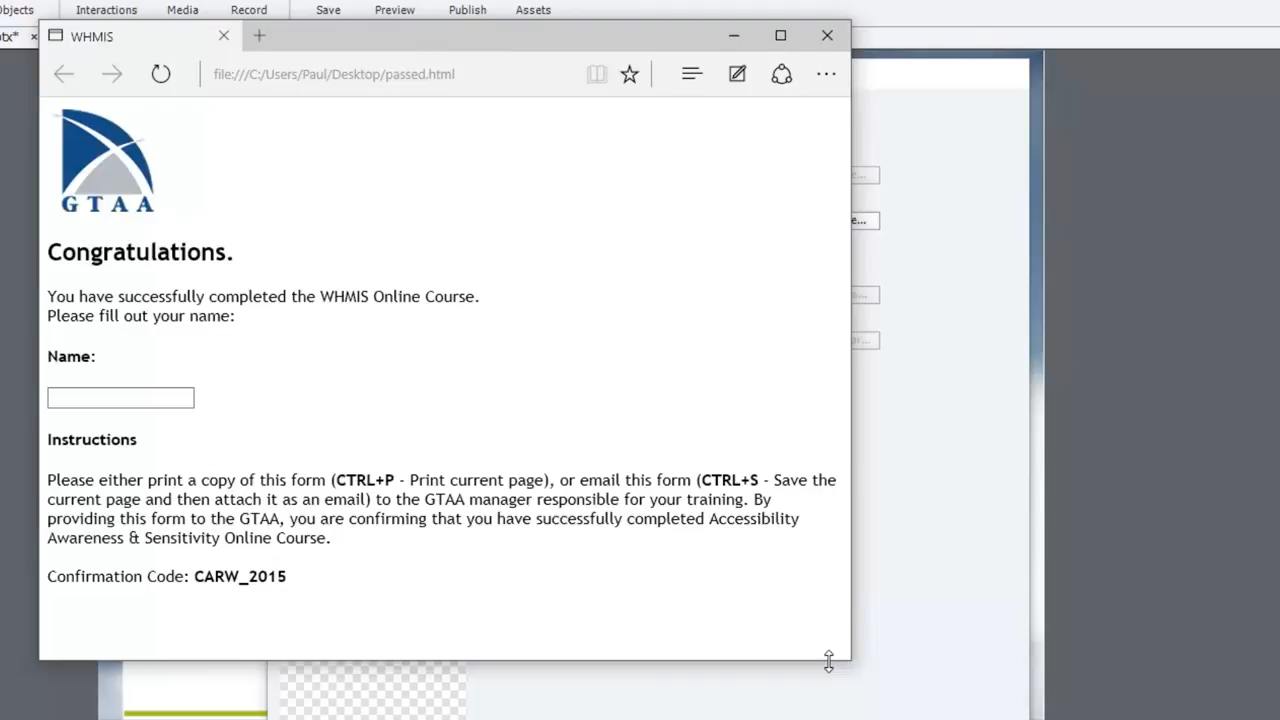 Objects Interactions Media Record Save Preview Publish Assets
WHMIS
file:///C:/Users/Paul/Desktop/passed.html
GTAA
Congratulations.
You have successfully completed the WHMIS Online Course.
Please fill out your name:
Name:
Instructions
Please either print a copy of this form (CTRL+P - Print current page), or email this form (CTRL+S - Save the
current page and then attach it as an email) to the GTAA manager responsible for your training. By
providing this form to the GTAA, you are confirming that you have successfully completed Accessibility
Awareness & Sensitivity Online Course.
Confirmation Code: CARW_2015